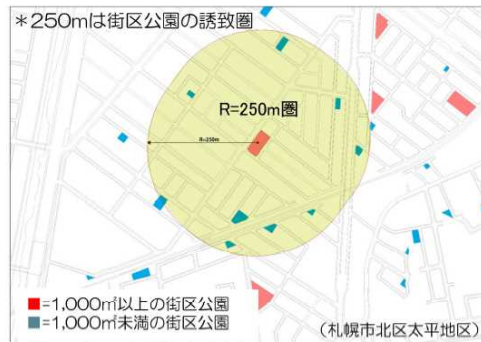 *250mは街区公園の誘致圏
R=250m圏
R=250m
■=1,000㎡以上の街区公園
■=1,000㎡未満の街区公園
(札幌市北区太平地区)